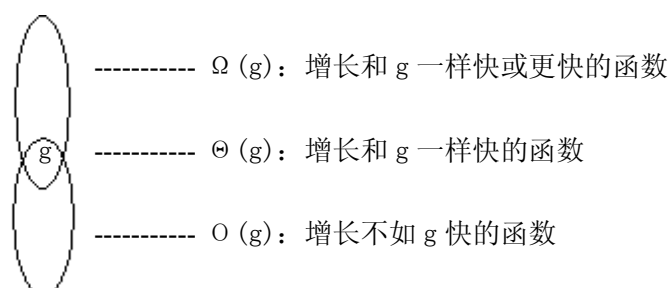 ----------- Ω(g)：增长和 g 一样快或更快的函数
g ----------- Θ(g)：增长和 g 一样快的函数
----------- O(g)：增长不如 g 快的函数